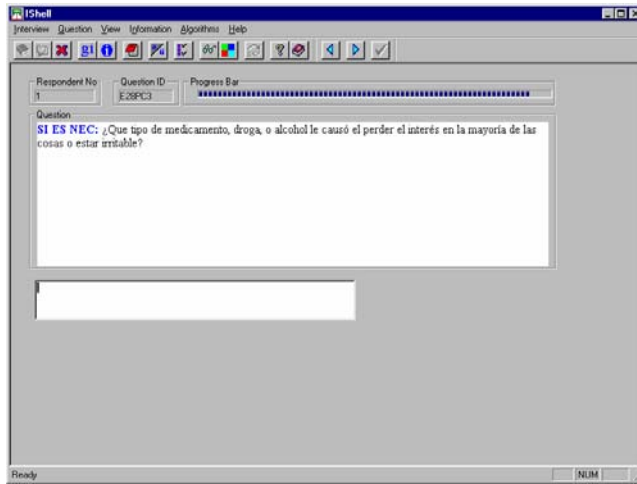 IShell
Interview Question View Information Algorithms Help
g1
Respondent No
Question ID
Progress Bar
1
E28PC3
Question
SI ES NEC: ¿Que tipo de medicamento, droga, o alcohol le causó el perder el interés en la mayoría de las
cosas o estar irritable?
Ready
NUM